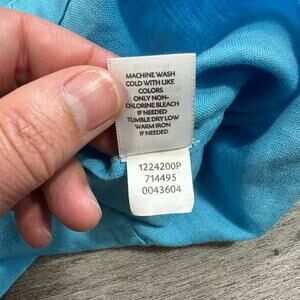 MACHINE WASH
COLD WITH LIKE
COLORS
ONLY NON-
CHLORINE BLEACH
IF NEEDED
TUMBLE DRY LOW
WARM IRON
IF NEEDED
1224200P
714495
0043604